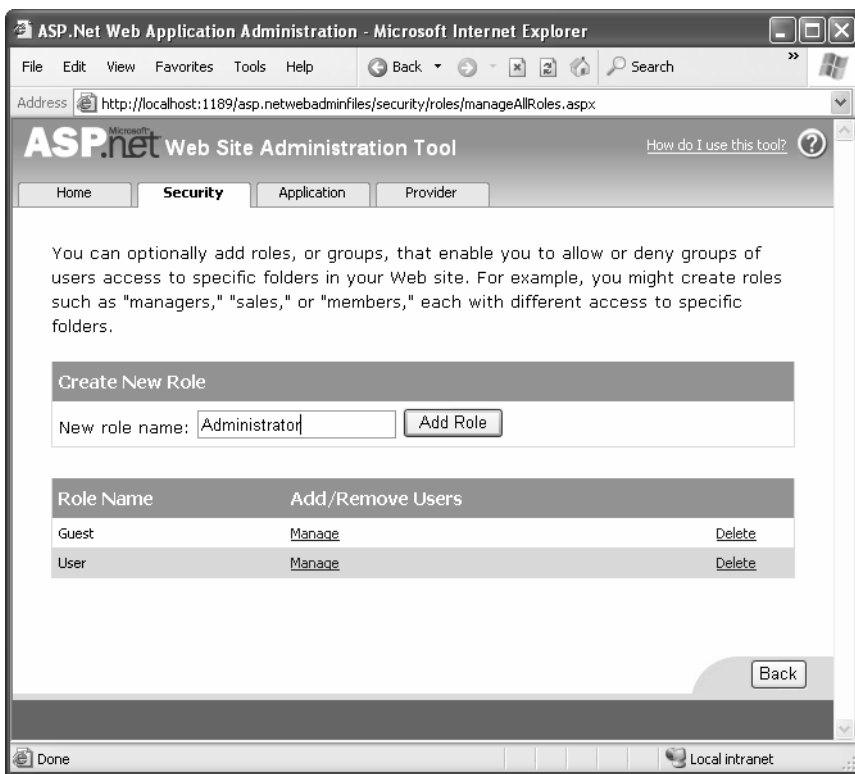 ASP.Net Web Application Administration - Microsoft Internet Explorer
File Edit View Favorites Tools Help Back Search »
Address http://localhost:1189/asp.netwebadminfiles/security/roles/manageAllRoles.aspx
Microsoft
ASP.net Web Site Administration Tool How do I use this tool? ?
Home Security Application Provider
You can optionally add roles, or groups, that enable you to allow or deny groups of
users access to specific folders in your Web site. For example, you might create roles
such as "managers," "sales," or "members," each with different access to specific
folders.
Create New Role
New role name: Administrator Add Role
Role Name Add/Remove Users
Guest Manage Delete
User Manage Delete
Back
Done Local intranet